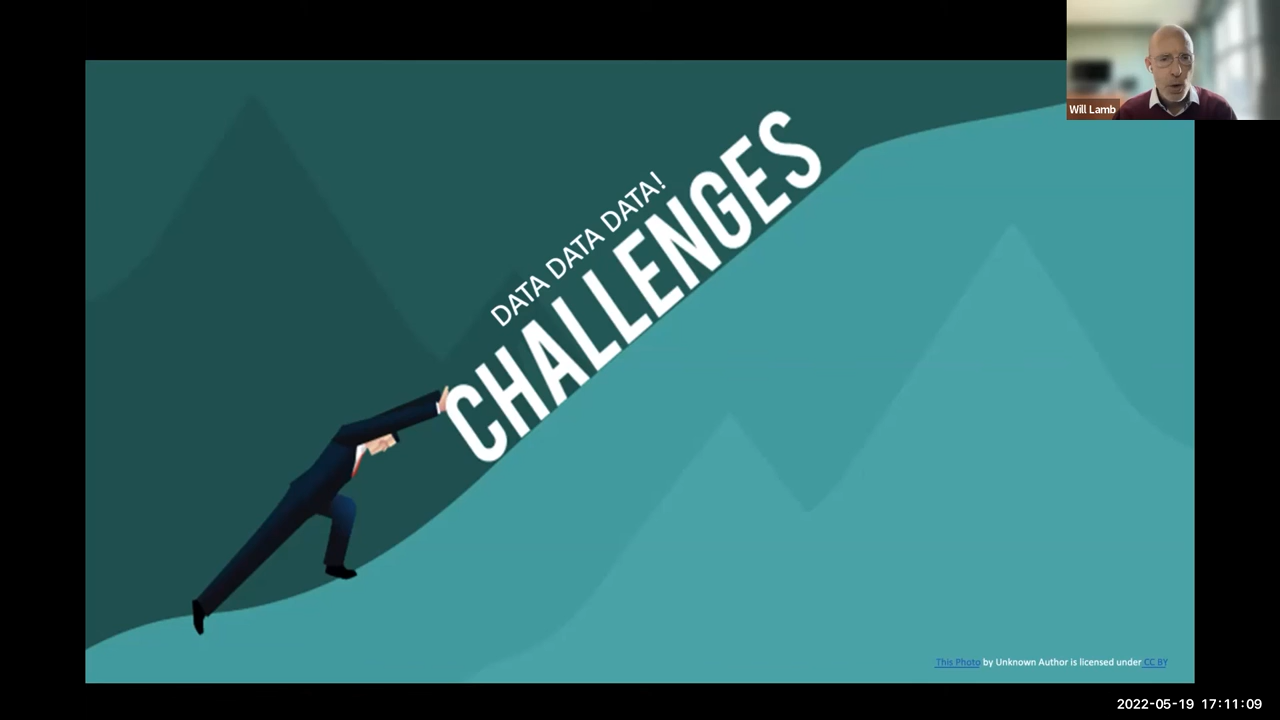 Will Lamb
DATA DATA DATA!
CHALLENGES
This Photo by Unknown Author is licensed under CC BY
2022-05-19 17:11:09